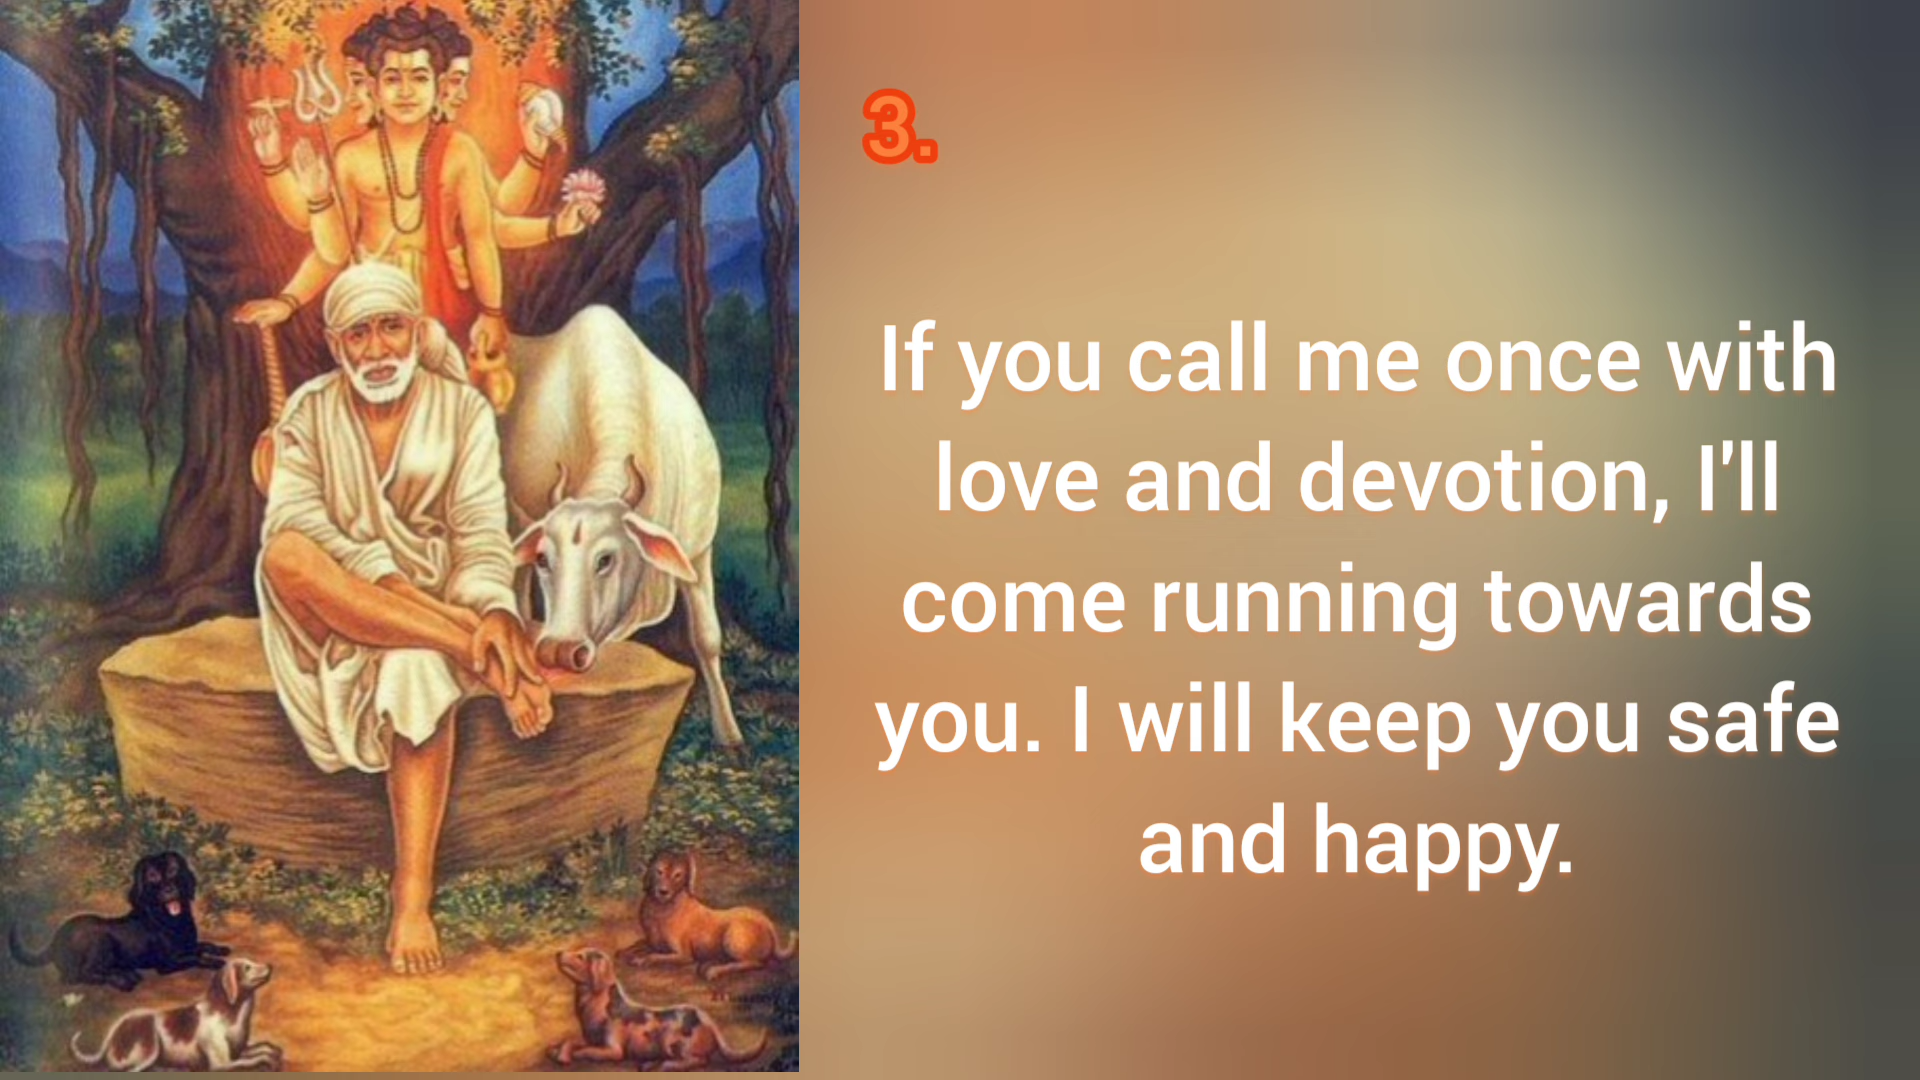 3.
If you call me once with
love and devotion, I'll
come running towards
you. I will keep you safe
and happy.